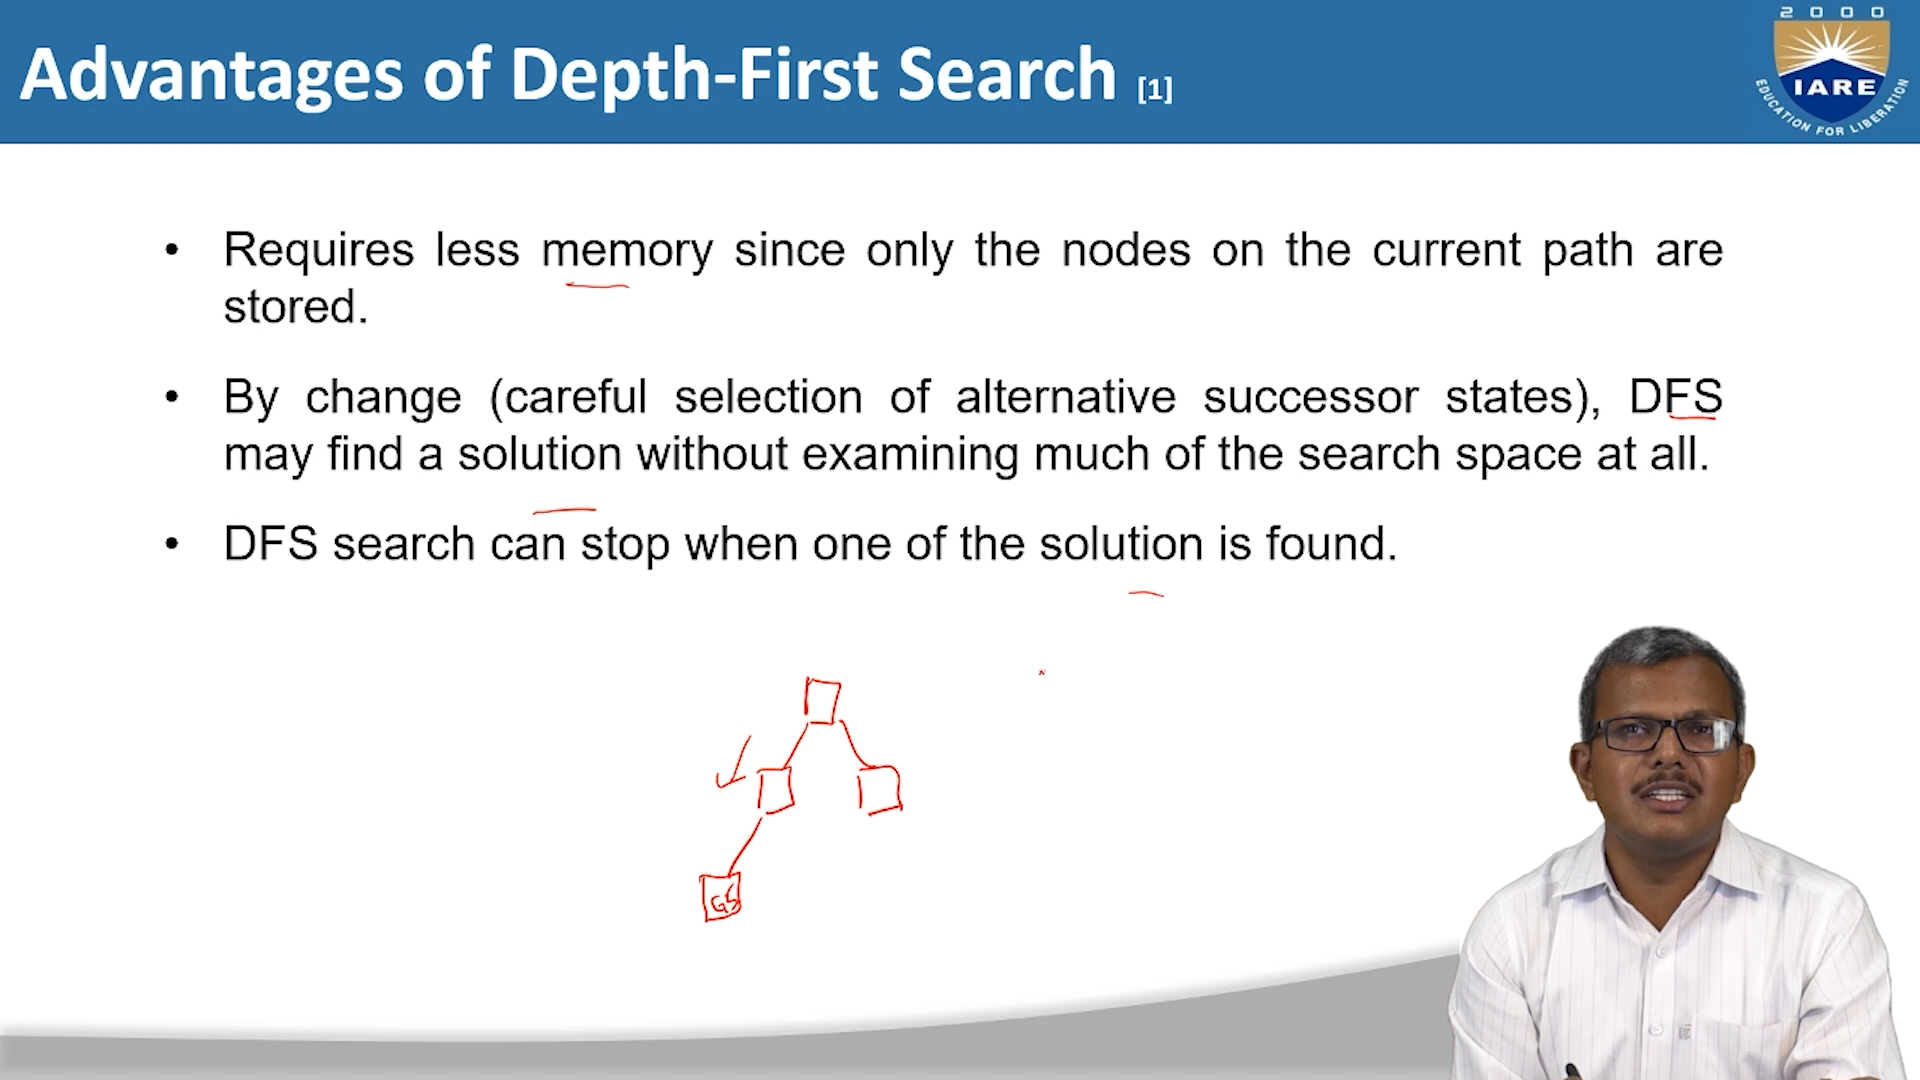 Advantages of Depth-First Search [1]
2000
IARE
EDUCATION FOR LIBERATION
• Requires less memory since only the nodes on the current path are
stored.
• By change (careful selection of alternative successor states), DFS
may find a solution without examining much of the search space at all.
• DFS search can stop when one of the solution is found.
GS